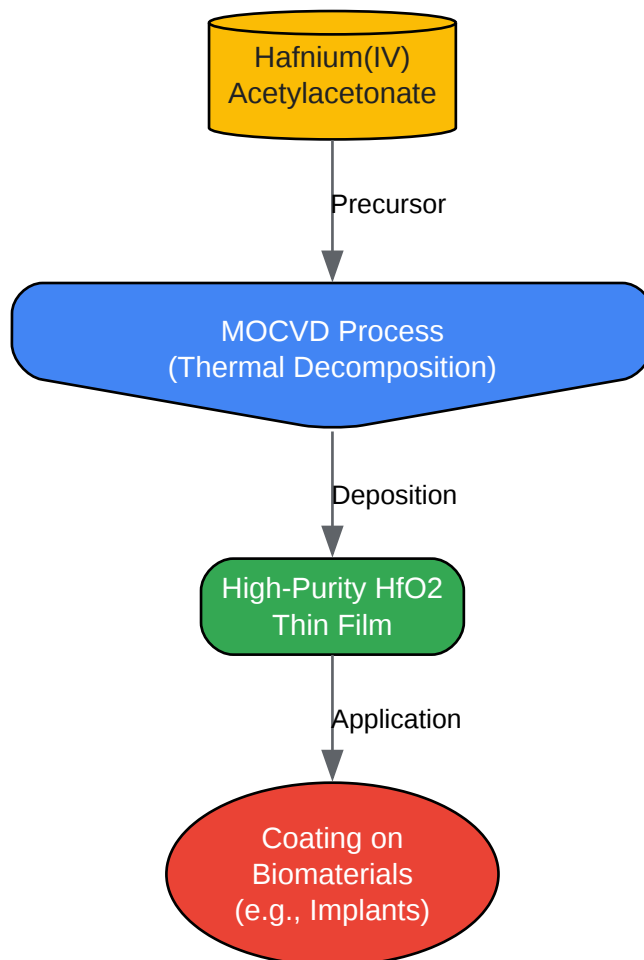 Hafnium(IV)
Acetylacetonate
Precursor
MOCVD Process
(Thermal Decomposition)
Deposition
High-Purity HfO2
Thin Film
Application
Coating on
Biomaterials
(e.g., Implants)